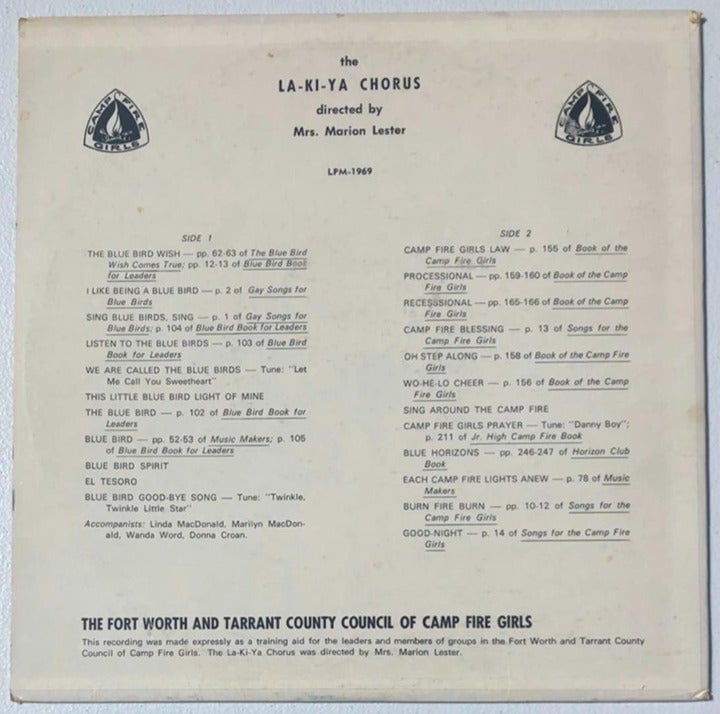 the
LA-KI-YA CHORUS
directed by
Mrs. Marion Lester
CAMP FIRE
GIRLS
CAMP FIRE
GIRLS
LPM-1969
SIDE 1
THE BLUE BIRD WISH — pp. 62-63 of The Blue Bird
Wish Comes True; pp. 12-13 of Blue Bird Book
for Leaders
I LIKE BEING A BLUE BIRD — p. 2 of Gay Songs for
Blue Birds
SING BLUE BIRDS, SING — p. 1 of Gay Songs for
Blue Birds; p. 104 of Blue Bird Book for Leaders
LISTEN TO THE BLUE BIRDS — p. 103 of Blue Bird
Book for Leaders
WE ARE CALLED THE BLUE BIRDS — Tune: "Let
Me Call You Sweetheart"
THIS LITTLE BLUE BIRD LIGHT OF MINE
THE BLUE BIRD — p. 102 of Blue Bird Book for
Leaders
BLUE BIRD — pp. 52-53 of Music Makers; p. 105
of Blue Bird Book for Leaders
BLUE BIRD SPIRIT
EL TESORO
BLUE BIRD GOOD-BYE SONG — Tune: "Twinkle,
Twinkle Little Star"
Accompanists: Linda MacDonald, Marilyn MacDon-
ald, Wanda Word, Donna Croan.
SIDE 2
CAMP FIRE GIRLS LAW — p. 155 of Book of the
Camp Fire Girls
PROCESSIONAL — pp. 159-160 of Book of the Camp
Fire Girls
RECESSSIONAL — pp. 165-166 of Book of the Camp
Fire Girls
CAMP FIRE BLESSING — p. 13 of Songs for the
Camp Fire Girls
OH STEP ALONG — p. 158 of Book of the Camp Fire
Girls
WO-HE-LO CHEER — p. 156 of Book of the Camp
Fire Girls
SING AROUND THE CAMP FIRE
CAMP FIRE GIRLS PRAYER — Tune: "Danny Boy";
p. 211 of Jr. High Camp Fire Book
BLUE HORIZONS — pp. 246-247 of Horizon Club
Book
EACH CAMP FIRE LIGHTS ANEW — p. 78 of Music
Makers
BURN FIRE BURN — pp. 10-12 of Songs for the
Camp Fire Girls
GOOD-NIGHT — p. 14 of Songs for the Camp Fire
Girls
THE FORT WORTH AND TARRANT COUNTY COUNCIL OF CAMP FIRE GIRLS
This recording was made expressly as a training aid for the leaders and members of groups in the Fort Worth and Tarrant County
Council of Camp Fire Girls. The La-Ki-Ya Chorus was directed by Mrs. Marion Lester.